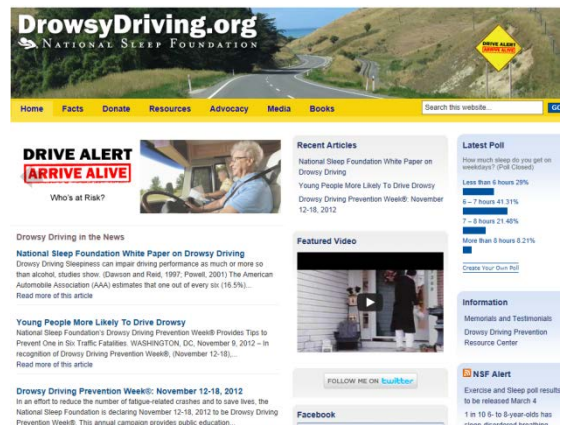 DrowsyDriving.org
NATIONAL SLEEP FOUNDATION
DRIVE ALERT
ARRIVE ALIVE
Home Facts Donate Resources Advocacy Media Books
Search this website...
GO
DRIVE ALERT
ARRIVE ALIVE
Who's at Risk?
Drowsy Driving in the News
National Sleep Foundation White Paper on Drowsy Driving
Drowsy Driving Sleepiness can impair driving performance as much or more so
than alcohol, studies show. (Dawson and Reid, 1997; Powell, 2001) The American
Automobile Association (AAA) estimates that one out of every six (16.5%)...
Read more of this article
Young People More Likely To Drive Drowsy
National Sleep Foundation's Drowsy Driving Prevention Week® Provides Tips to
Prevent One in Six Traffic Fatalities. WASHINGTON, DC, November 9, 2012 – In
recognition of Drowsy Driving Prevention Week®, (November 12-18),...
Read more of this article
Drowsy Driving Prevention Week®: November 12-18, 2012
In an effort to reduce the number of fatigue-related crashes and to save lives, the
National Sleep Foundation is declaring November 12-18, 2012 to be Drowsy Driving
Prevention Week®. This annual campaign provides public education...
Recent Articles
National Sleep Foundation White Paper on
Drowsy Driving
Young People More Likely To Drive Drowsy
Drowsy Driving Prevention Week®: November
12-18, 2012
Featured Video
FOLLOW ME ON twitter
Facebook
Latest Poll
How much sleep do you get on
weekdays? (Poll Closed)
Less than 6 hours 29%
6 – 7 hours 41.31%
7 – 8 hours 21.48%
More than 8 hours 8.21%
Create Your Own Poll
Information
Memorials and Testimonials
Drowsy Driving Prevention
Resource Center
NSF Alert
Exercise and Sleep poll results
to be released March 4
1 in 10 6- to 8-year-olds has
sleep-disordered breathing